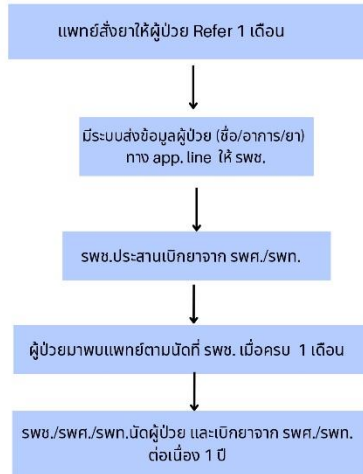 แพทย์สั่งยาให้ผู้ป่วย Refer 1 เดือน
มีระบบส่งข้อมูลผู้ป่วย (ชื่อ/อาการ/ยา)
ทาง app. line ให้ รพช.
รพช.ประสานเบิกยาจาก รพศ./รพท.
ผู้ป่วยมาพบแพทย์ตามนัดที่ รพช. เมื่อครบ 1 เดือน
รพช./รพศ./รพท.นัดผู้ป่วย และเบิกยาจาก รพศ./รพท.
ต่อเนื่อง 1 ปี